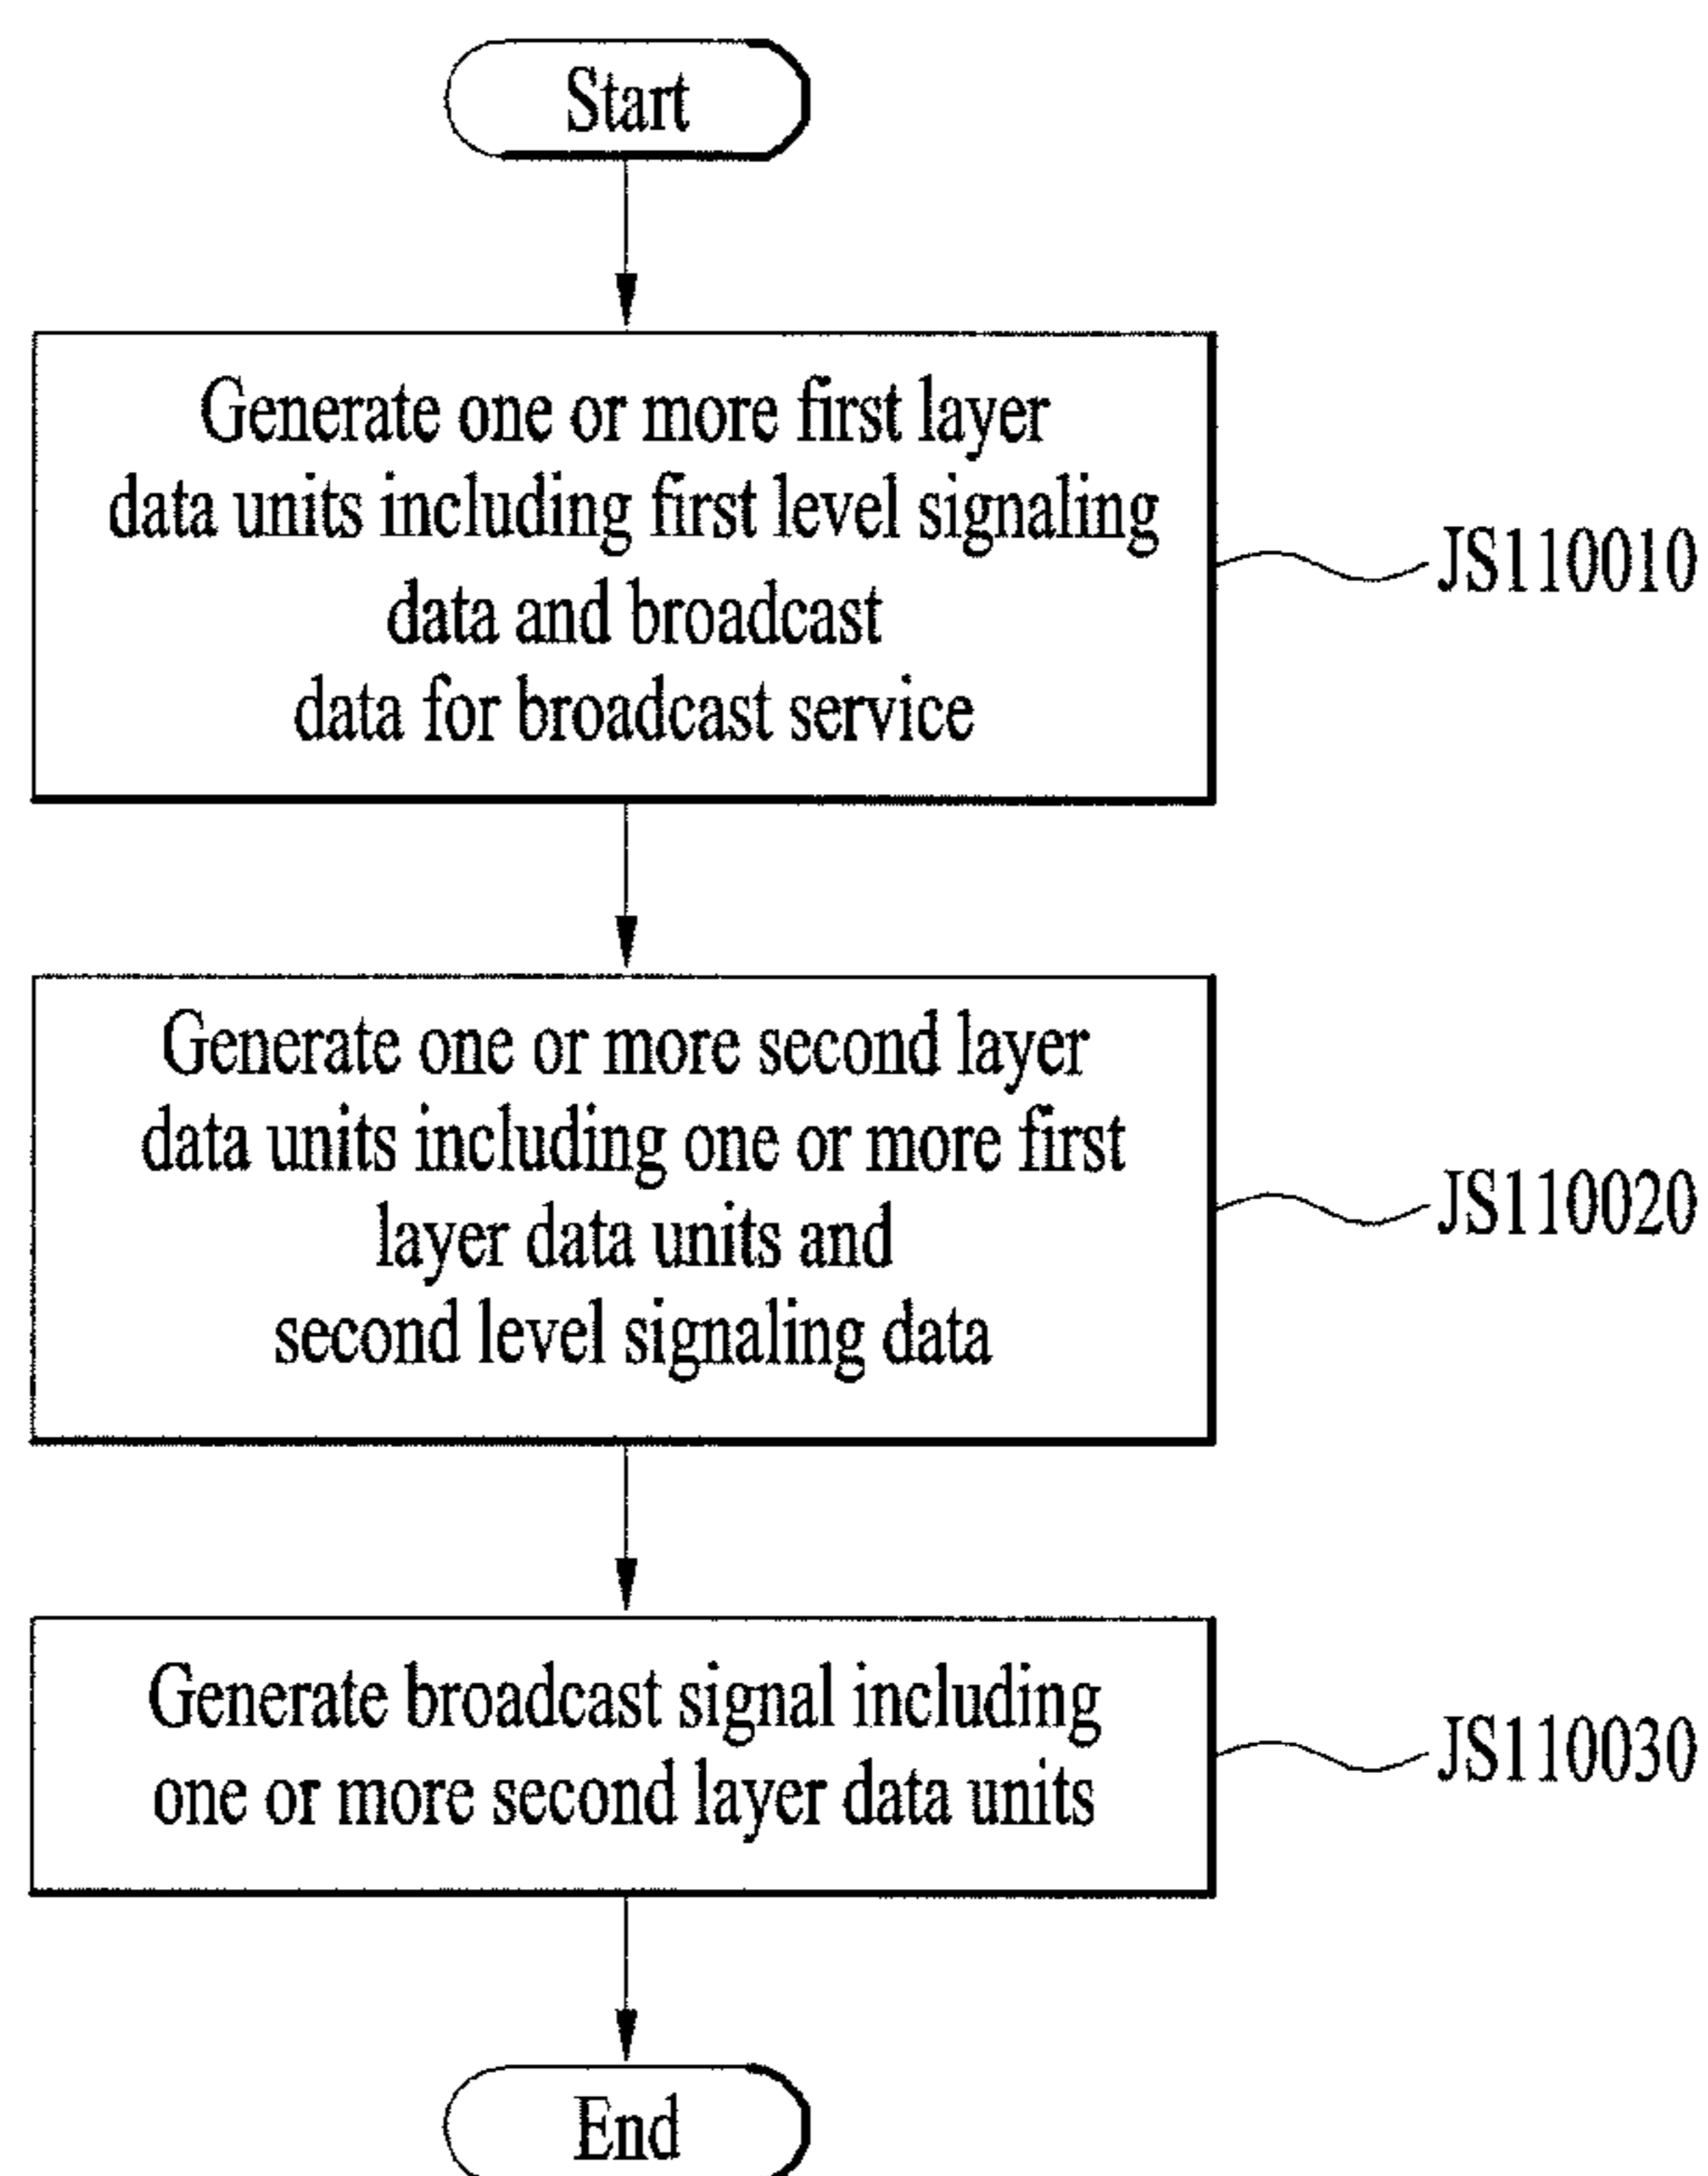 Start
Generate one or more first layer
data units including first level signaling
data and broadcast
data for broadcast service
JS110010
Generate one or more second layer
data units including one or more first
layer data units and
second level signaling data
JS110020
Generate broadcast signal including
one or more second layer data units
JS110030
End